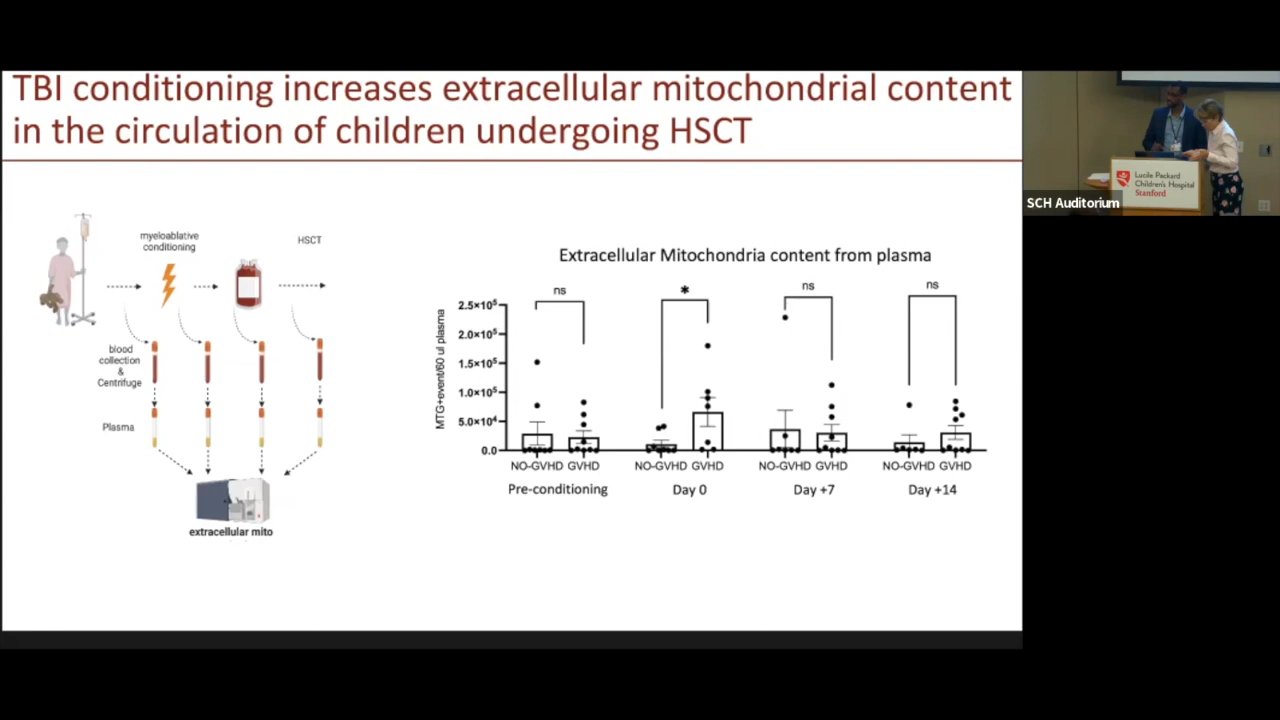 TBI conditioning increases extracellular mitochondrial content
in the circulation of children undergoing HSCT
myeloablative
conditioning
HSCT
blood
collection
&
Centrifuge
Plasma
extracellular mito
Extracellular Mitochondria content from plasma
MTG+event/60 ul plasma
2.5×10⁵
2.0×10⁵
1.5×10⁵
1.0×10⁵
5.0×10⁴
0.0
ns
*
ns
ns
NO-GVHD GVHD
NO-GVHD GVHD
NO-GVHD GVHD
NO-GVHD GVHD
Pre-conditioning
Day 0
Day +7
Day +14
Lucile Packard
Children's Hospital
Stanford
SCH Auditorium